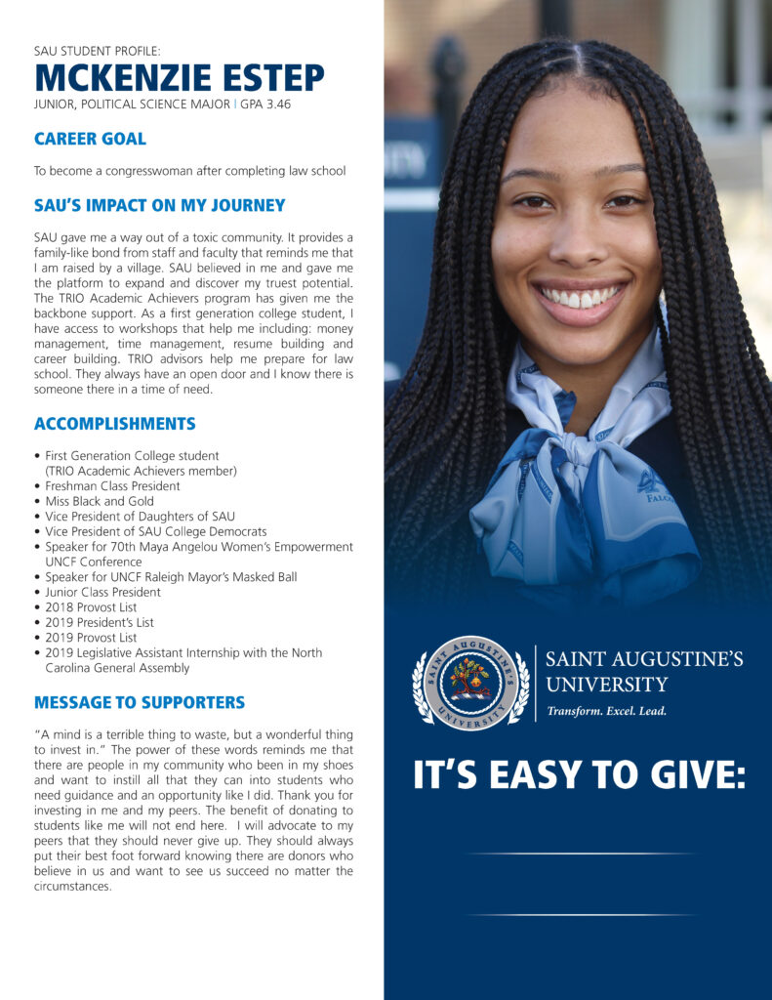 SAU STUDENT PROFILE:
MCKENZIE ESTEP
JUNIOR, POLITICAL SCIENCE MAJOR | GPA 3.46
CAREER GOAL
To become a congresswoman after completing law school
SAU’S IMPACT ON MY JOURNEY
SAU gave me a way out of a toxic community. It provides a
family-like bond from staff and faculty that reminds me that
I am raised by a village. SAU believed in me and gave me
the platform to expand and discover my truest potential.
The TRIO Academic Achievers program has given me the
backbone support. As a first generation college student, I
have access to workshops that help me including: money
management, time management, resume building and
career building. TRIO advisors help me prepare for law
school. They always have an open door and I know there is
someone there in a time of need.
ACCOMPLISHMENTS
• First Generation College student
(TRIO Academic Achievers member)
• Freshman Class President
• Miss Black and Gold
• Vice President of Daughters of SAU
• Vice President of SAU College Democrats
• Speaker for 70th Maya Angelou Women’s Empowerment
UNCF Conference
• Speaker for UNCF Raleigh Mayor’s Masked Ball
• Junior Class President
• 2018 Provost List
• 2019 President’s List
• 2019 Provost List
• 2019 Legislative Assistant Internship with the North
Carolina General Assembly
MESSAGE TO SUPPORTERS
“A mind is a terrible thing to waste, but a wonderful thing
to invest in.” The power of these words reminds me that
there are people in my community who been in my shoes
and want to instill all that they can into students who
need guidance and an opportunity like I did. Thank you for
investing in me and my peers. The benefit of donating to
students like me will not end here. I will advocate to my
peers that they should never give up. They should always
put their best foot forward knowing there are donors who
believe in us and want to see us succeed no matter the
circumstances.
SAINT AUGUSTINE'S
UNIVERSITY
SAINT AUGUSTINE’S
UNIVERSITY
Transform. Excel. Lead.
IT’S EASY TO GIVE: